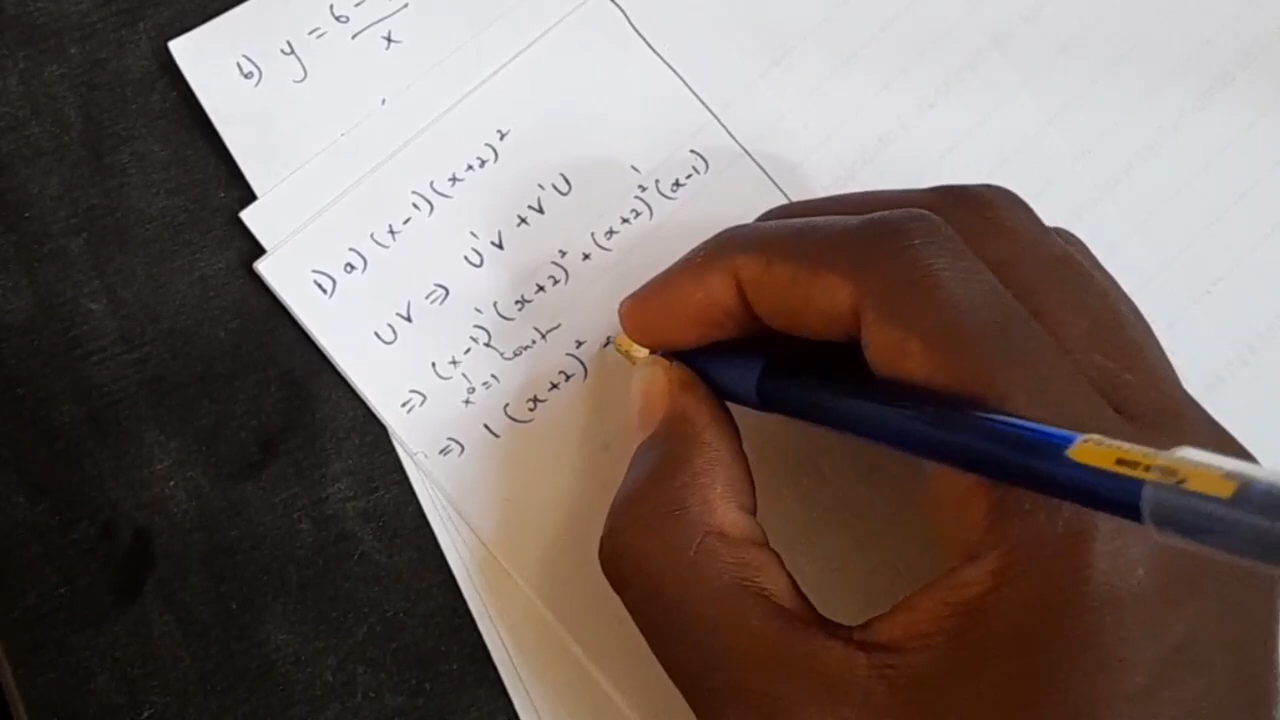 b) y = 6-
x
1) a) (x-1)(x+2)²
UV => U'V + V'U
=> (x-1)' (x+2)² + (x+2)²' (x-1)
x⁰=1 const
=> 1 (x+2)² +